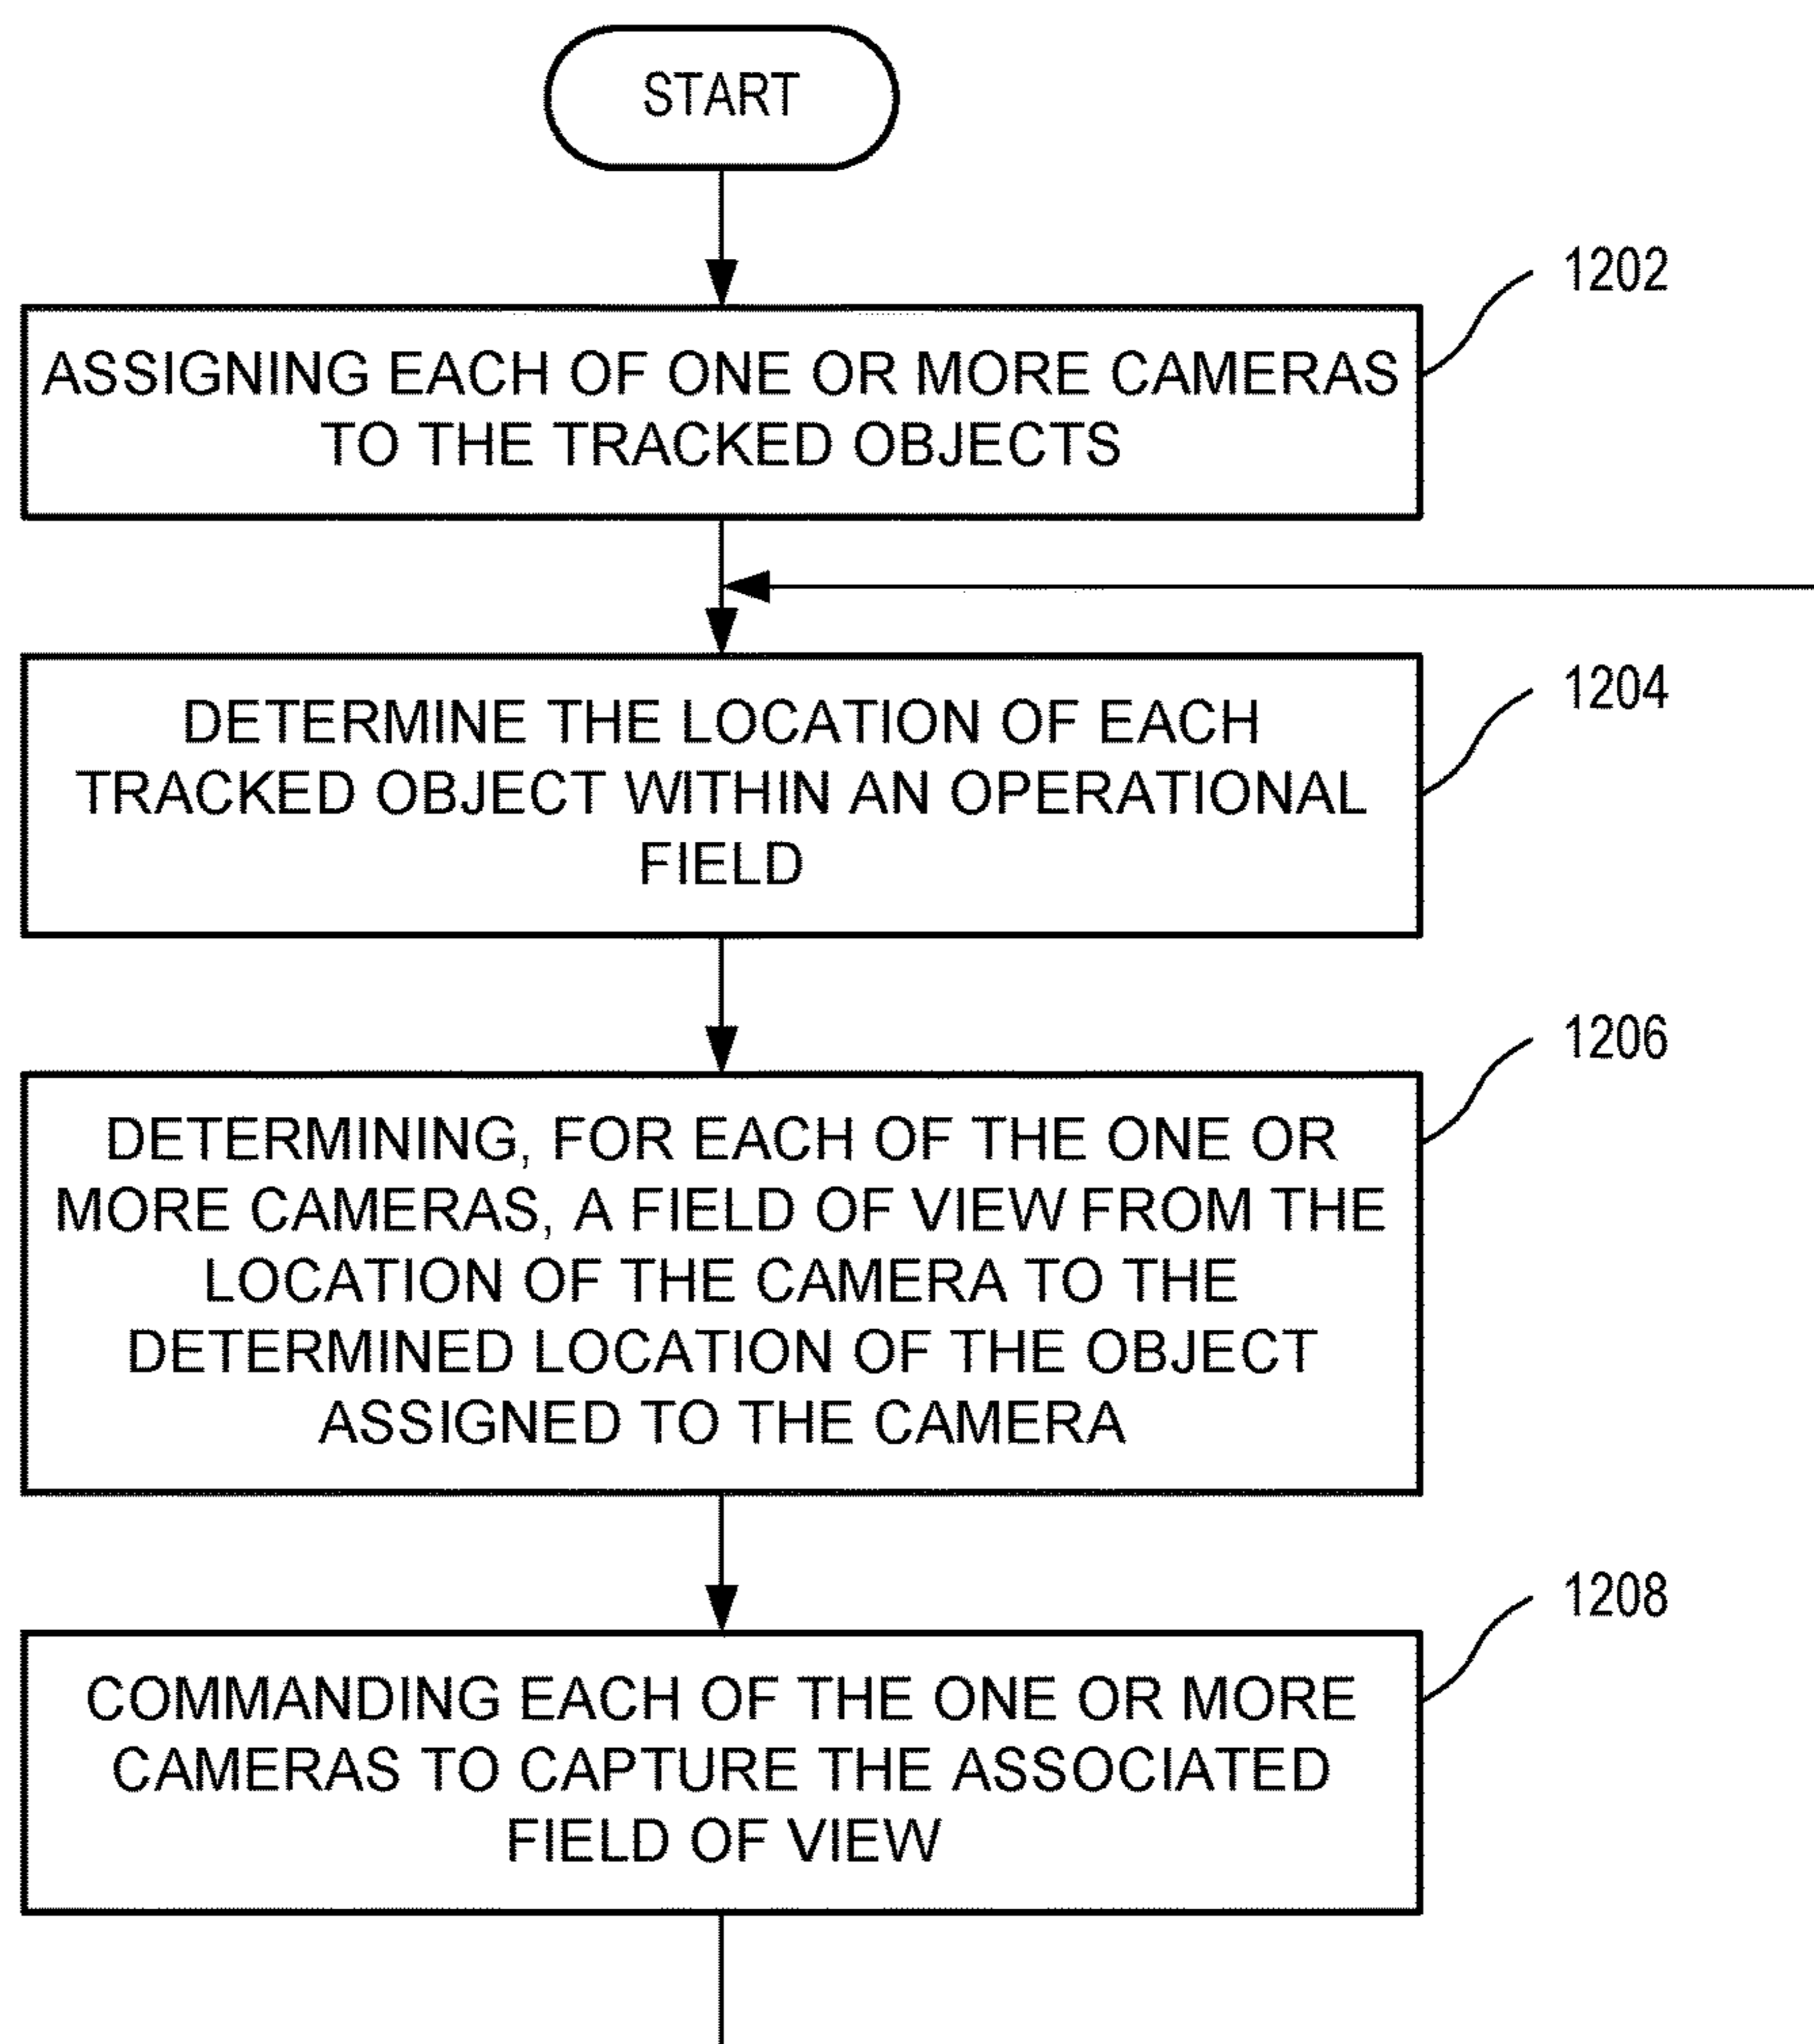 START
1202
ASSIGNING EACH OF ONE OR MORE CAMERAS
TO THE TRACKED OBJECTS
1204
DETERMINE THE LOCATION OF EACH
TRACKED OBJECT WITHIN AN OPERATIONAL
FIELD
1206
DETERMINING, FOR EACH OF THE ONE OR
MORE CAMERAS, A FIELD OF VIEW FROM THE
LOCATION OF THE CAMERA TO THE
DETERMINED LOCATION OF THE OBJECT
ASSIGNED TO THE CAMERA
1208
COMMANDING EACH OF THE ONE OR MORE
CAMERAS TO CAPTURE THE ASSOCIATED
FIELD OF VIEW